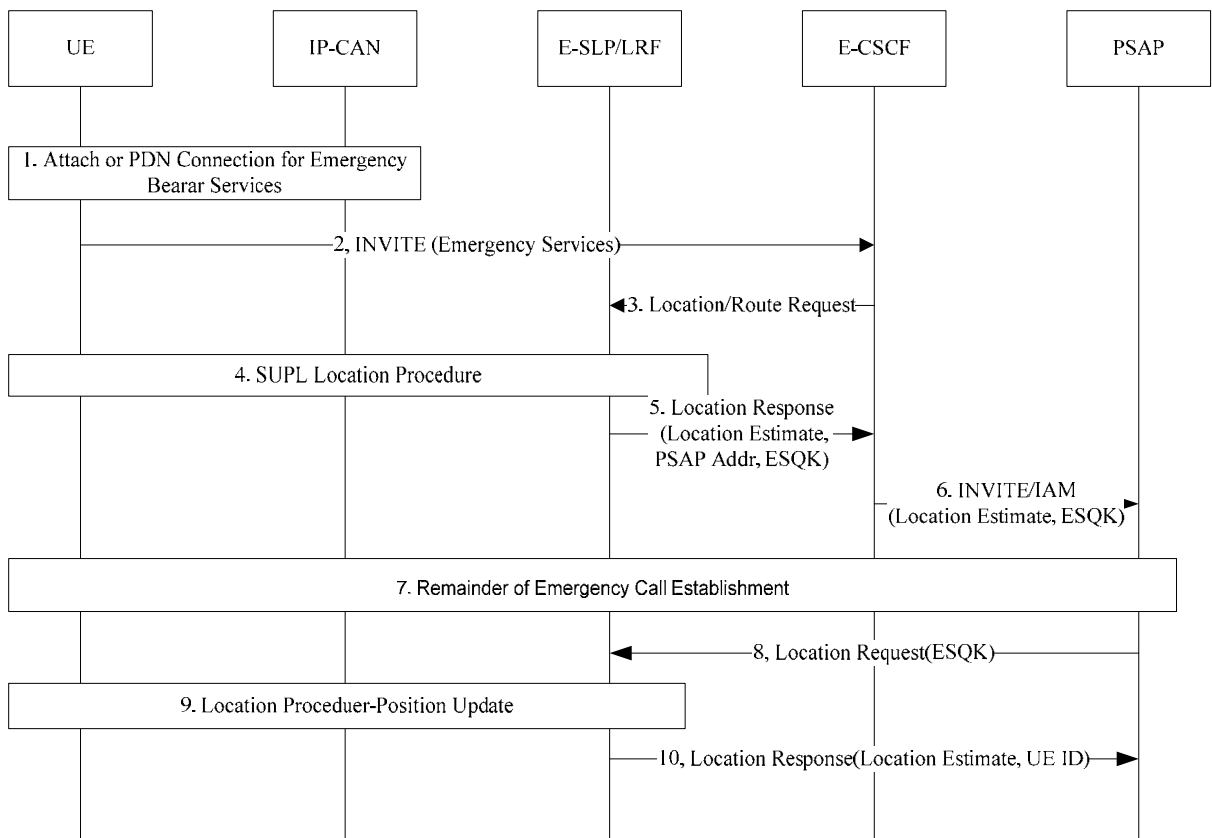 UE
IP-CAN
E-SLP/LRF
E-CSCF
PSAP
1. Attach or PDN Connection for Emergency
Bearar Services
2, INVITE (Emergency Services)
3. Location/Route Request
4. SUPL Location Procedure
5. Location Response
(Location Estimate,
PSAP Addr, ESQK)
6. INVITE/IAM
(Location Estimate, ESQK)
7. Remainder of Emergency Call Establishment
8, Location Request(ESQK)
9. Location Proceduer-Position Update
10, Location Response(Location Estimate, UE ID)